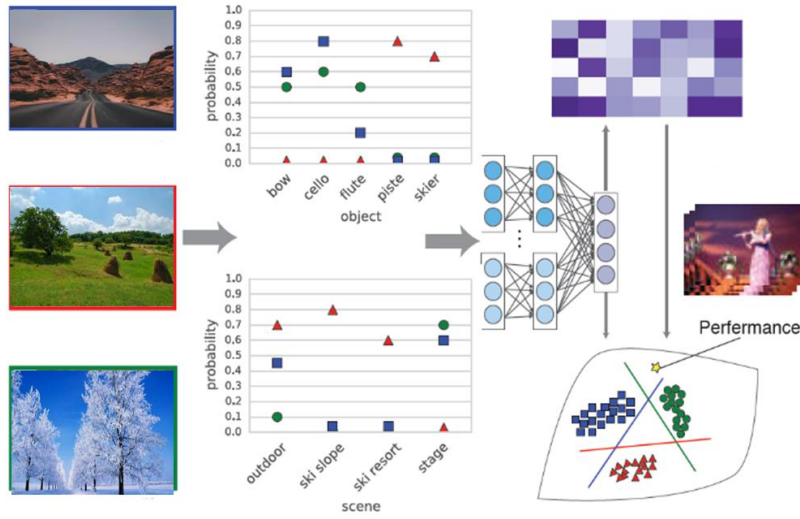 1.0
0.9
0.8
0.7
0.6
0.5
0.4
0.3
0.2
0.1
0.0
probability
bow
cello
flute
piste
skier
object
1.0
0.9
0.8
0.7
0.6
0.5
0.4
0.3
0.2
0.1
0.0
probability
outdoor
ski slope
ski resort
stage
scene
Perfermance